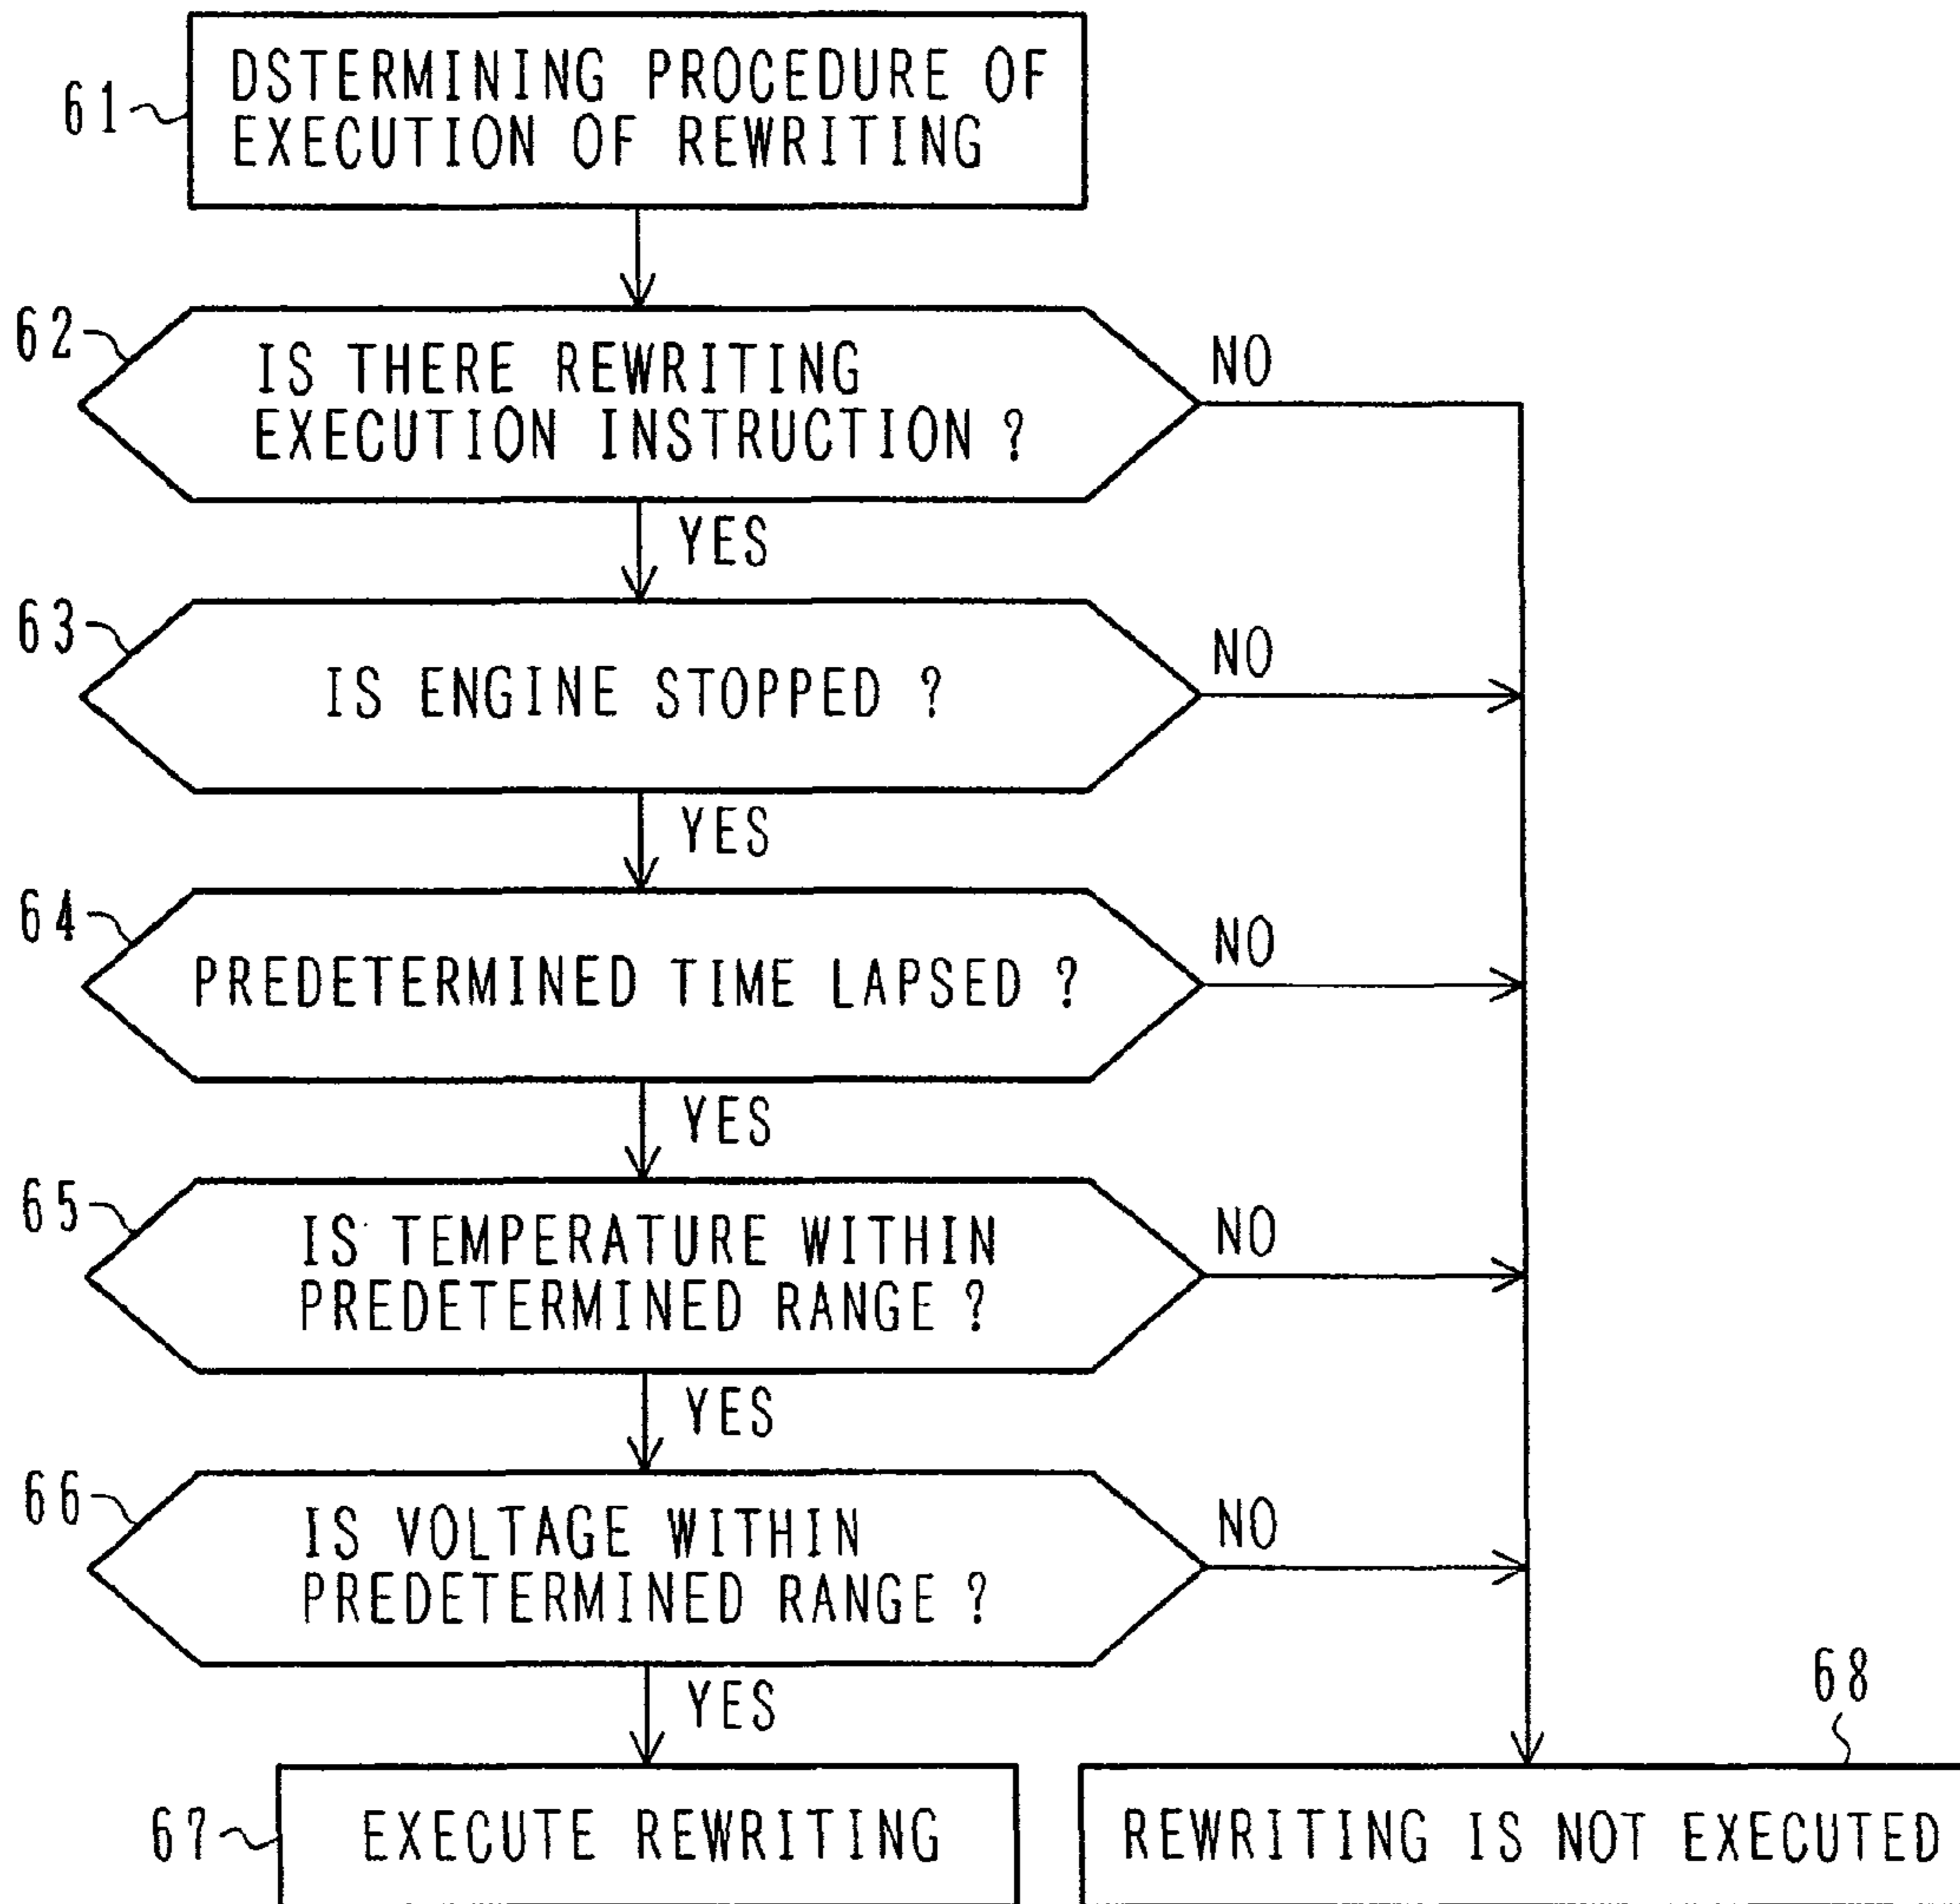 61
DSTERMINING PROCEDURE OF
EXECUTION OF REWRITING
62
IS THERE REWRITING
EXECUTION INSTRUCTION ?
NO
YES
63
IS ENGINE STOPPED ?
NO
YES
64
PREDETERMINED TIME LAPSED ?
NO
YES
65
IS TEMPERATURE WITHIN
PREDETERMINED RANGE ?
NO
YES
66
IS VOLTAGE WITHIN
PREDETERMINED RANGE ?
NO
YES
68
67
EXECUTE REWRITING
REWRITING IS NOT EXECUTED